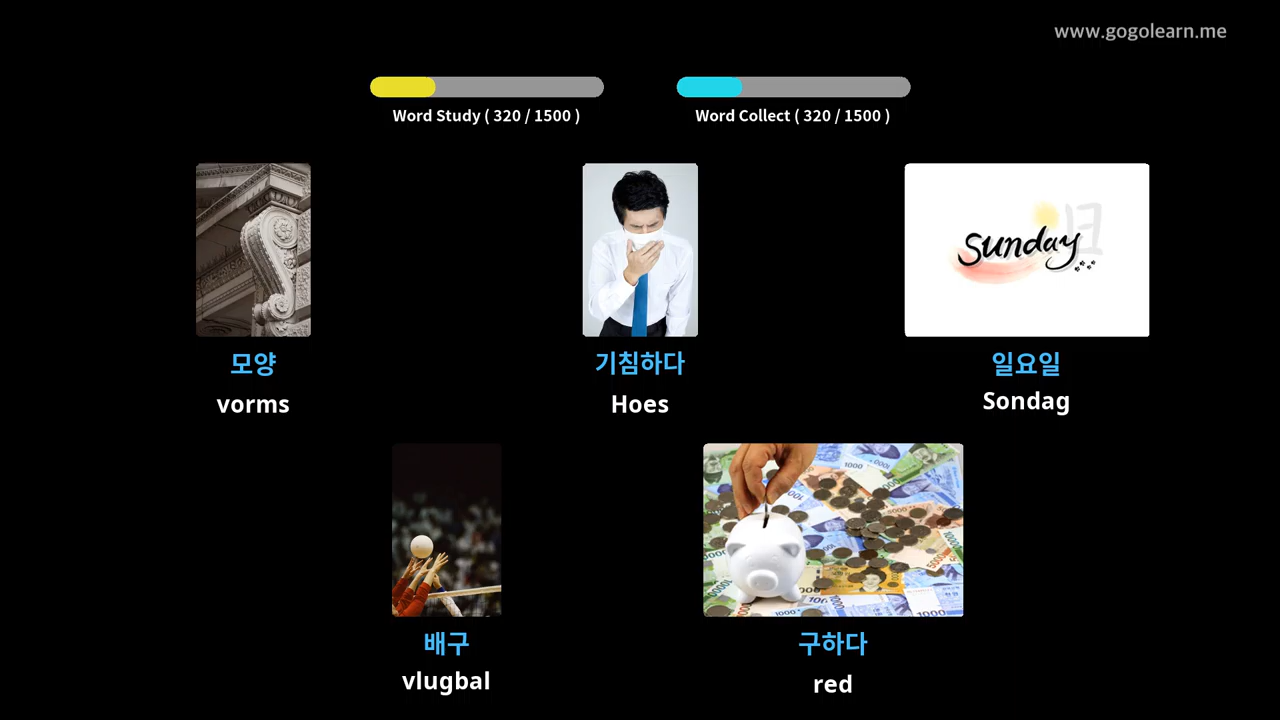 www.gogolearn.me
Word Study ( 320 / 1500 )
Word Collect ( 320 / 1500 )
Sunday
모양
vorms
기침하다
Hoes
일요일
Sondag
배구
vlugbal
구하다
red